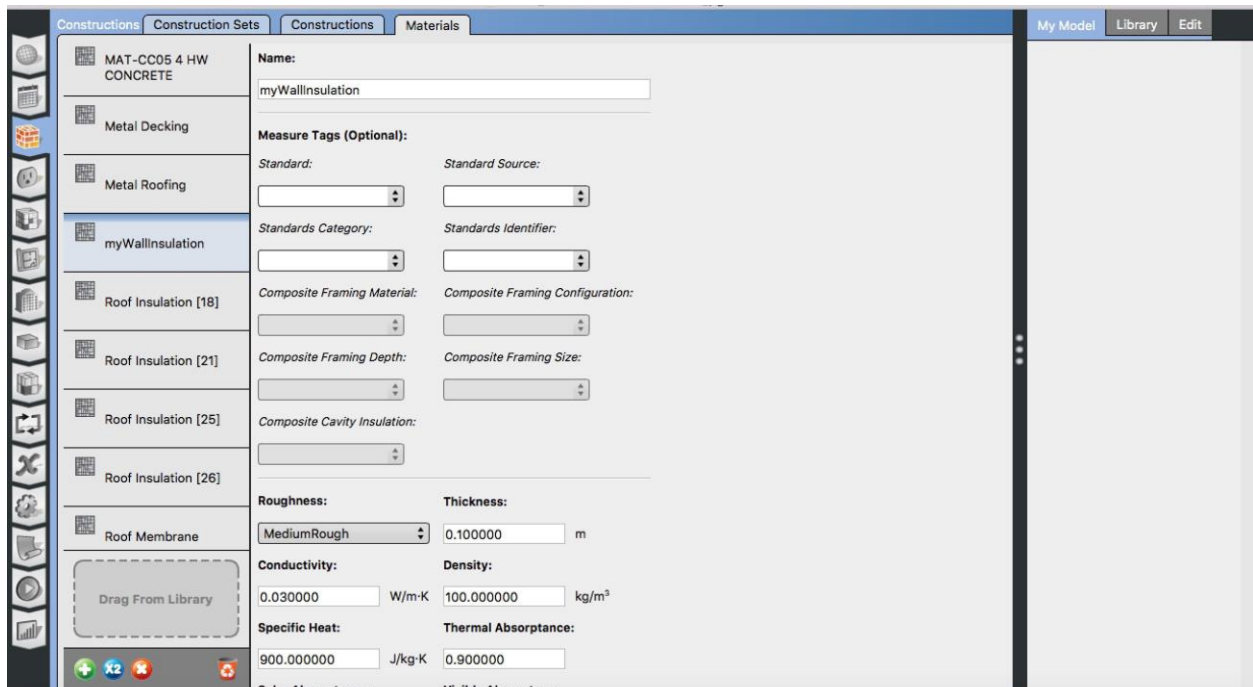 Constructions Construction Sets Constructions Materials
My Model Library Edit
MAT-CC05 4 HW
CONCRETE
Metal Decking
Metal Roofing
myWallInsulation
Roof Insulation [18]
Roof Insulation [21]
Roof Insulation [25]
Roof Insulation [26]
Roof Membrane
Drag From Library
X2
Name:
myWallInsulation
Measure Tags (Optional):
Standard: Standard Source:
Standards Category: Standards Identifier:
Composite Framing Material: Composite Framing Configuration:
Composite Framing Depth: Composite Framing Size:
Composite Cavity Insulation:
Roughness: Thickness:
MediumRough 0.100000 m
Conductivity: Density:
0.030000 W/m·K 100.000000 kg/m³
Specific Heat: Thermal Absorptance:
900.000000 J/kg·K 0.900000